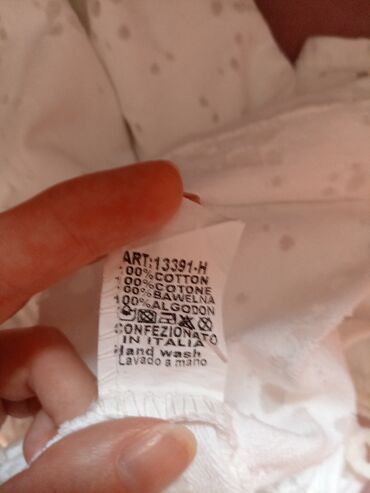 ART:13391-H
100%COTTON
100%COTONE
100%BAWELNA
100%ALGODON
CONFEZIONATO
IN ITALIA
Hand wash
Lavado a mano